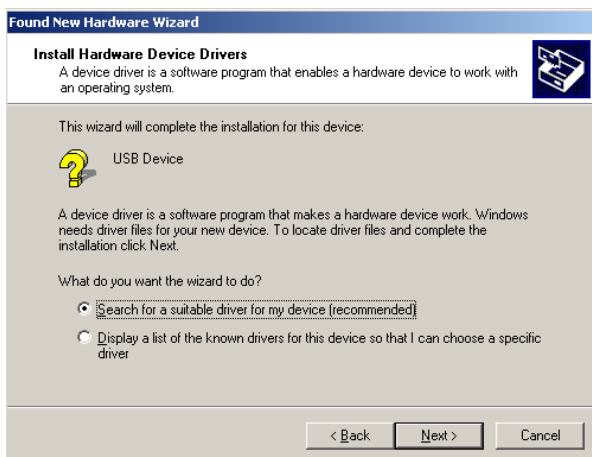 Found New Hardware Wizard
Install Hardware Device Drivers
A device driver is a software program that enables a hardware device to work with
an operating system.
This wizard will complete the installation for this device:
USB Device
A device driver is a software program that makes a hardware device work. Windows
needs driver files for your new device. To locate driver files and complete the
installation click Next.
What do you want the wizard to do?
Search for a suitable driver for my device (recommended)
Display a list of the known drivers for this device so that I can choose a specific
driver
< Back Next > Cancel